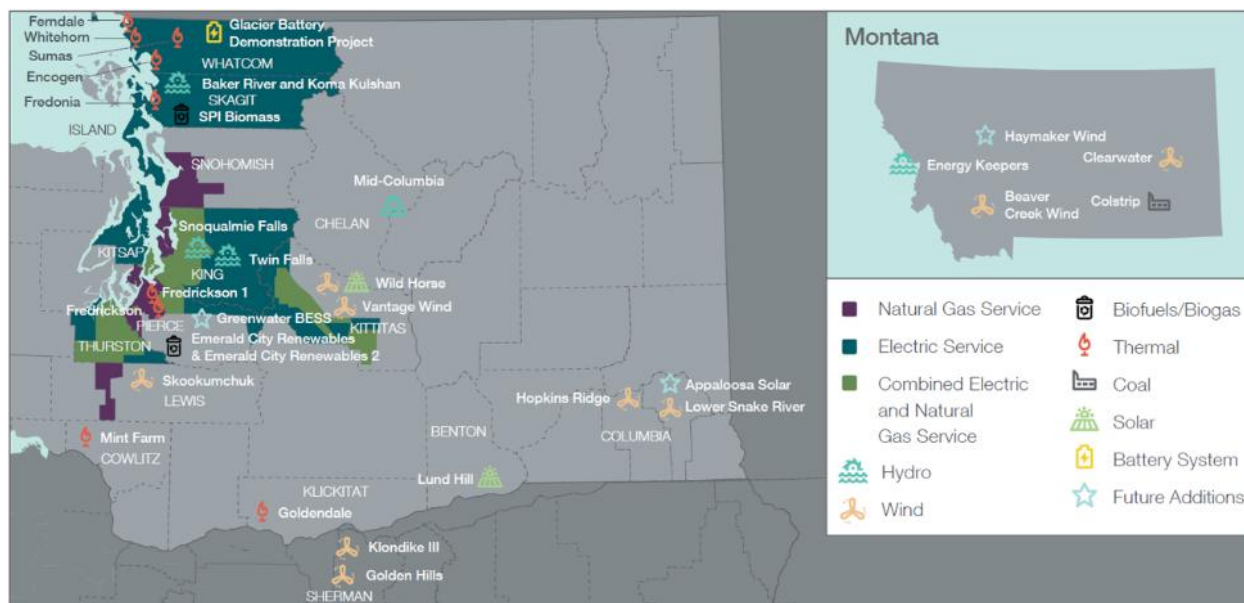 Ferndale
Whitehorn
Sumas
Encogen
Fredonia
Glacier Battery
Demonstration Project
WHATCOM
Baker River and Koma Kulshan
SKAGIT
SPI Biomass
ISLAND
SNOHOMISH
Mid-Columbia
CHELAN
Snoqualmie Falls
KITSAP
Twin Falls
KING
Wild Horse
Fredrickson 1
Vantage Wind
Fredrickson
PIERCE
Greenwater BESS
KITTITAS
THURSTON
Emerald City Renewables
& Emerald City Renewables 2
Skookumchuk
LEWIS
Hopkins Ridge
Appaloosa Solar
Lower Snake River
BENTON
COLUMBIA
Mint Farm
COWLITZ
Lund Hill
KLICKITAT
Goldendale
Klondike III
Golden Hills
SHERMAN
Montana
Haymaker Wind
Clearwater
Energy Keepers
Beaver
Creek Wind
Colstrip
Natural Gas Service
Electric Service
Combined Electric
and Natural
Gas Service
Hydro
Wind
Biofuels/Biogas
Thermal
Coal
Solar
Battery System
Future Additions